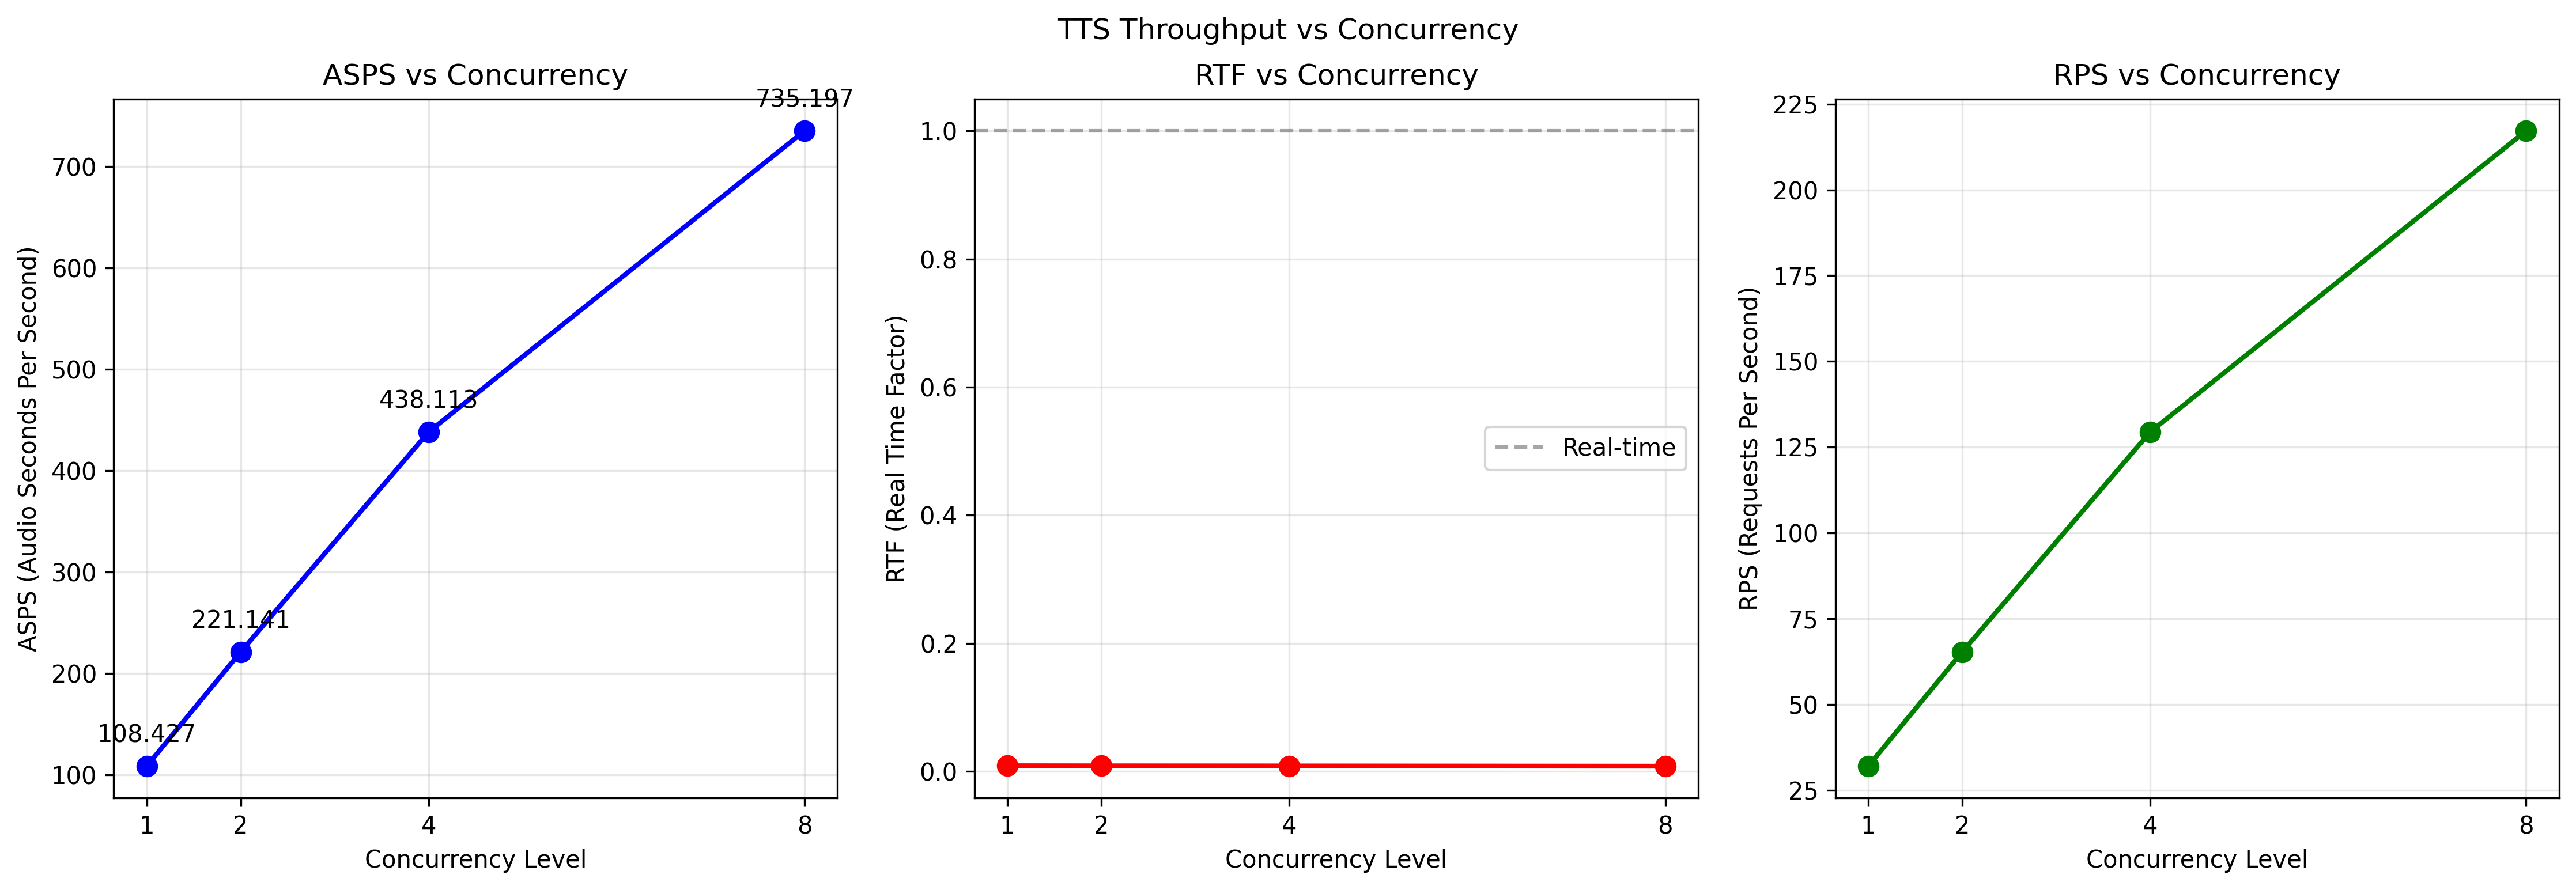 TTS Throughput vs Concurrency
ASPS vs Concurrency
735.197
438.113
221.141
108.427
700
600
500
400
300
200
100
ASPS (Audio Seconds Per Second)
1 2 4 8
Concurrency Level
RTF vs Concurrency
1.0
0.8
0.6
0.4
0.2
0.0
RTF (Real Time Factor)
Real-time
1 2 4 8
Concurrency Level
RPS vs Concurrency
225
200
175
150
125
100
75
50
25
RPS (Requests Per Second)
1 2 4 8
Concurrency Level